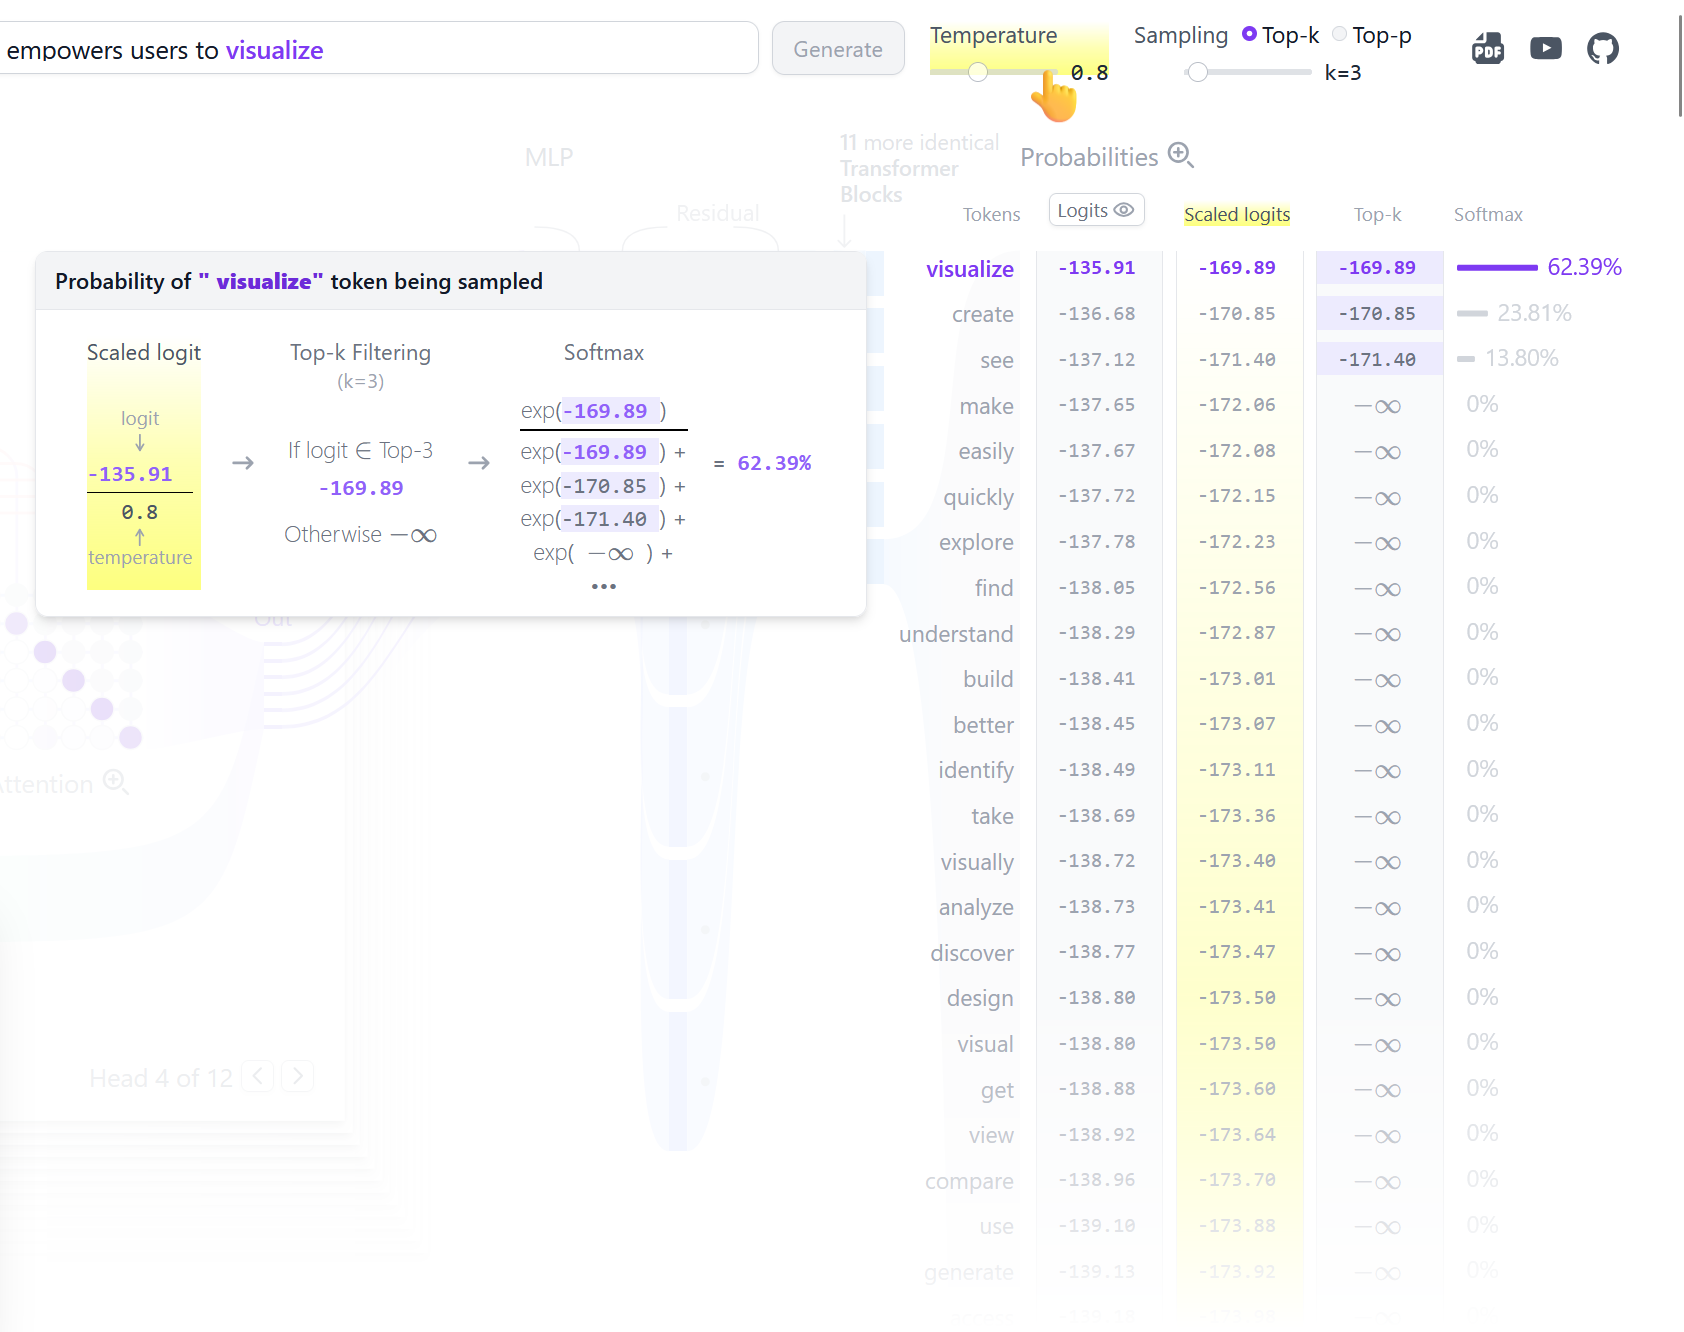 empowers users to visualize
Generate
Temperature
0.8
Sampling Top-k Top-p
k=3
PDF
MLP
Residual
11 more identical
Transformer
Blocks
Probabilities
Tokens Logits Scaled logits Top-k Softmax
Probability of " visualize" token being sampled
Scaled logit
logit
↓
-135.91
0.8
↑
temperature
→
Top-k Filtering
(k=3)
If logit ∈ Top-3
-169.89
Otherwise −∞
→
Softmax
exp(-169.89 )
exp(-169.89 ) +
exp(-170.85 ) +
exp(-171.40 ) +
exp( −∞ ) +
•••
= 62.39%
Out
Attention
Head 4 of 12
visualize -135.91 -169.89 -169.89 62.39%
create -136.68 -170.85 -170.85 23.81%
see -137.12 -171.40 -171.40 13.80%
make -137.65 -172.06 −∞ 0%
easily -137.67 -172.08 −∞ 0%
quickly -137.72 -172.15 −∞ 0%
explore -137.78 -172.23 −∞ 0%
find -138.05 -172.56 −∞ 0%
understand -138.29 -172.87 −∞ 0%
build -138.41 -173.01 −∞ 0%
better -138.45 -173.07 −∞ 0%
identify -138.49 -173.11 −∞ 0%
take -138.69 -173.36 −∞ 0%
visually -138.72 -173.40 −∞ 0%
analyze -138.73 -173.41 −∞ 0%
discover -138.77 -173.47 −∞ 0%
design -138.80 -173.50 −∞ 0%
visual -138.80 -173.50 −∞ 0%
get -138.88 -173.60 −∞ 0%
view -138.92 -173.64 −∞ 0%
compare -138.96 -173.70 −∞ 0%
use -139.10 -173.88 −∞ 0%
generate -139.13 -173.92 −∞ 0%